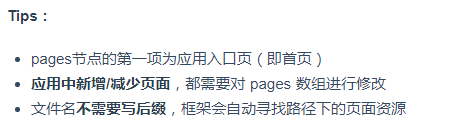 Tips：
pages节点的第一项为应用入口页（即首页）
应用中新增/减少页面，都需要对 pages 数组进行修改
文件名不需要写后缀，框架会自动寻找路径下的页面资源